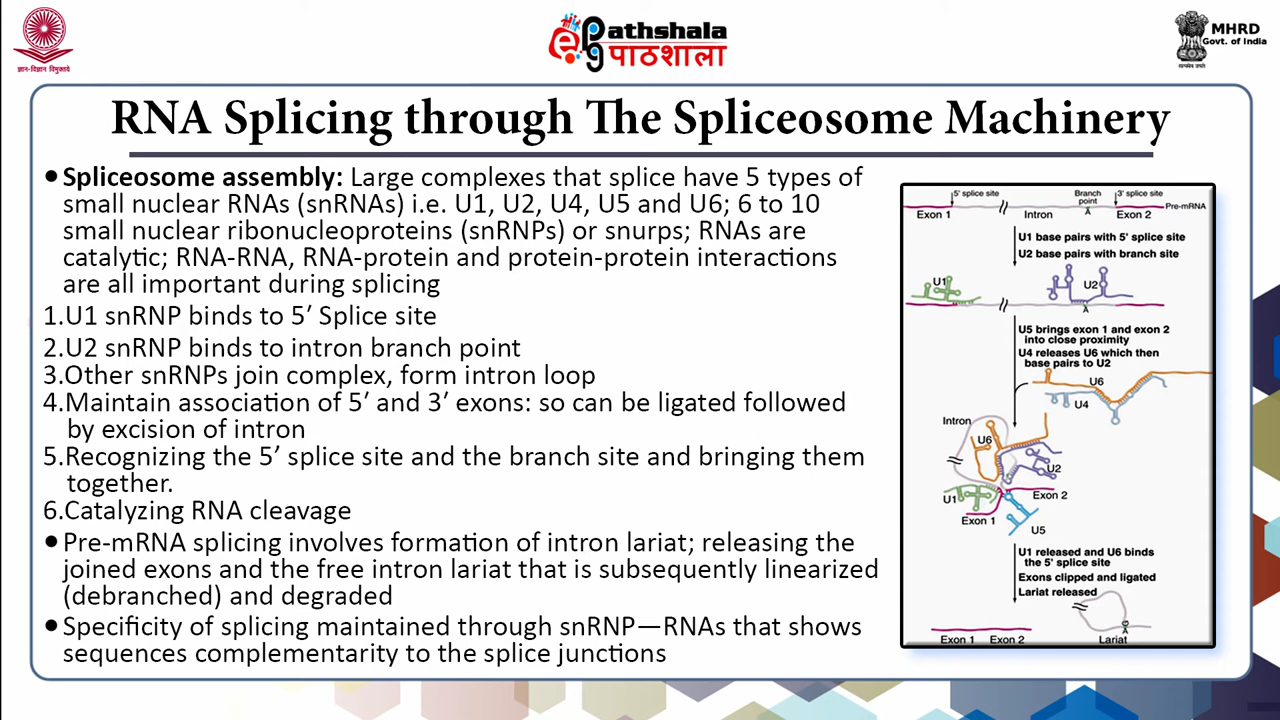 ज्ञान-विज्ञान विमुक्तये
ePathshala
पाठशाला
MHRD
Govt. of India
सत्यमेव जयते
RNA Splicing through The Spliceosome Machinery
• Spliceosome assembly: Large complexes that splice have 5 types of
small nuclear RNAs (snRNAs) i.e. U1, U2, U4, U5 and U6; 6 to 10
small nuclear ribonucleoproteins (snRNPs) or snurps; RNAs are
catalytic; RNA-RNA, RNA-protein and protein-protein interactions
are all important during splicing
1.U1 snRNP binds to 5′ Splice site
2.U2 snRNP binds to intron branch point
3.Other snRNPs join complex, form intron loop
4.Maintain association of 5′ and 3′ exons: so can be ligated followed
by excision of intron
5.Recognizing the 5′ splice site and the branch site and bringing them
together.
6.Catalyzing RNA cleavage
• Pre-mRNA splicing involves formation of intron lariat; releasing the
joined exons and the free intron lariat that is subsequently linearized
(debranched) and degraded
• Specificity of splicing maintained through snRNP—RNAs that shows
sequences complementarity to the splice junctions
5' splice site
Branch
point
3' splice site
A
Pre-mRNA
Exon 1
Intron
Exon 2
U1 base pairs with 5' splice site
U2 base pairs with branch site
U1
U2
A
U5 brings exon 1 and exon 2
into close proximity
U4 releases U6 which then
base pairs to U2
U6
U4
Intron
U6
U2
U1
Exon 2
Exon 1
U5
U1 released and U6 binds
the 5' splice site
Exons clipped and ligated
Lariat released
A
Exon 1
Exon 2
Lariat